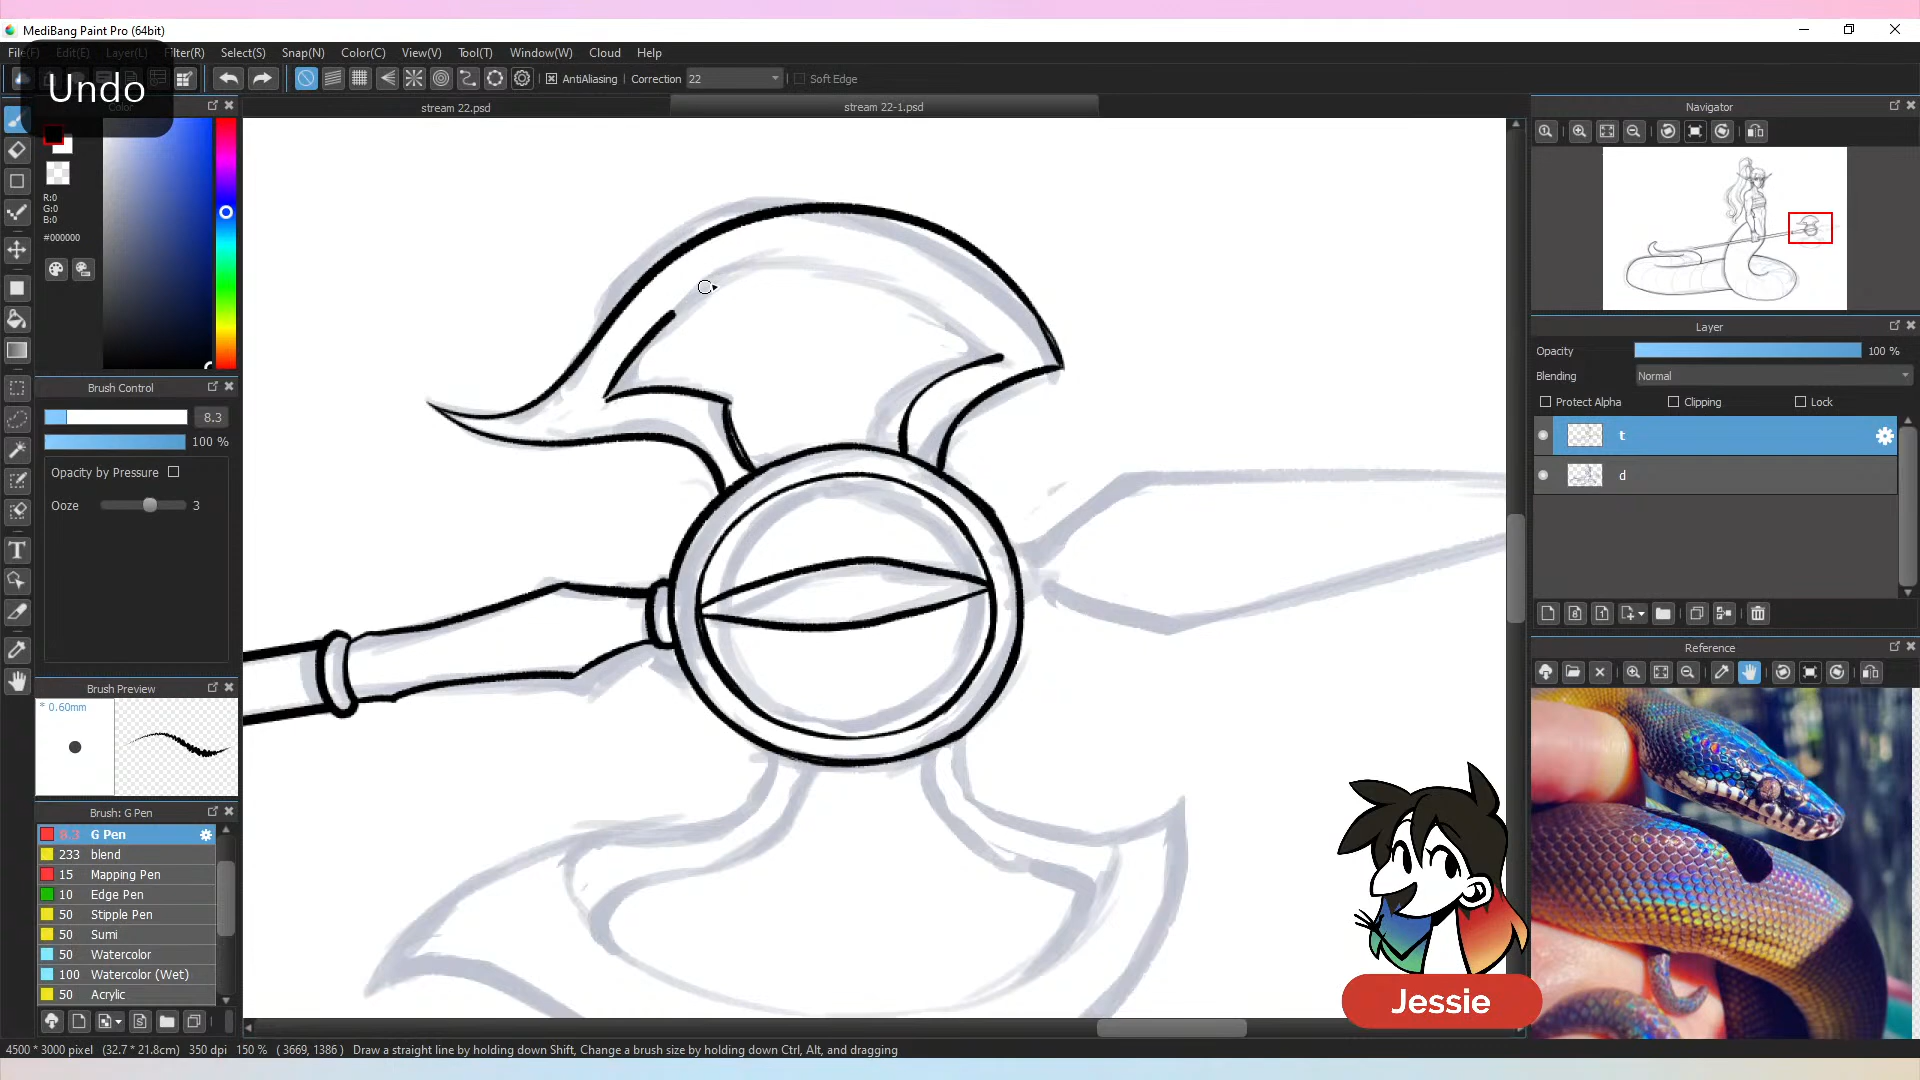 MediBang Paint Pro (64bit)
File(F) Edit(E) Layer(L) Filter(R) Select(S) Snap(N) Color(C) View(V) Tool(T) Window(W) Cloud Help
Undo
AntiAliasing Correction 22 Soft Edge
Color
stream 22.psd stream 22-1.psd
R:0
G:0
B:0
#000000
Brush Control
8.3
100 %
Opacity by Pressure
Ooze 3
Brush Preview
* 0.60mm
Brush: G Pen
8.3 G Pen
233 blend
15 Mapping Pen
10 Edge Pen
50 Stipple Pen
50 Sumi
50 Watercolor
100 Watercolor (Wet)
50 Acrylic
Navigator
Layer
Opacity 100 %
Blending Normal
Protect Alpha Clipping Lock
t
d
Reference
Jessie
4500 * 3000 pixel (32.7 * 21.8cm) 350 dpi 150 % ( 3669, 1386 ) Draw a straight line by holding down Shift, Change a brush size by holding down Ctrl, Alt, and dragging